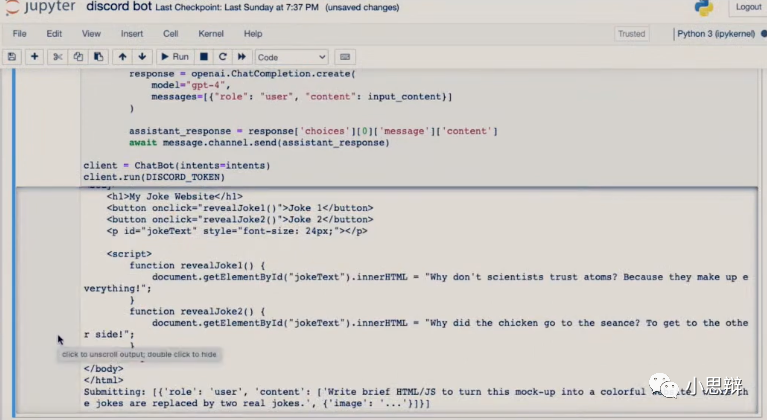 jupyter discord bot Last Checkpoint: Last Sunday at 7:37 PM (unsaved changes) Logout
File Edit View Insert Cell Kernel Help Trusted Python 3 (ipykernel)
Run Code
response = openai.ChatCompletion.create(
model="gpt-4",
messages=[{"role": "user", "content": input_content}]
)
assistant_response = response['choices'][0]['message']['content']
await message.channel.send(assistant_response)
client = ChatBot(intents=intents)
client.run(DISCORD_TOKEN)
<h1>My Joke Website</h1>
<button onclick="revealJoke1()">Joke 1</button>
<button onclick="revealJoke2()">Joke 2</button>
<p id="jokeText" style="font-size: 24px;"></p>
<script>
function revealJoke1() {
document.getElementById("jokeText").innerHTML = "Why don't scientists trust atoms? Because they make up e
verything!";
}
function revealJoke2() {
document.getElementById("jokeText").innerHTML = "Why did the chicken go to the seance? To get to the othe
r side!";
}
click to unscroll output; double click to hide
</body>
</html>
Submitting: [{'role': 'user', 'content': ['Write brief HTML/JS to turn this mock-up into a colorful
e jokes are replaced by two real jokes.', {'image': '...'}]}]
小思辩